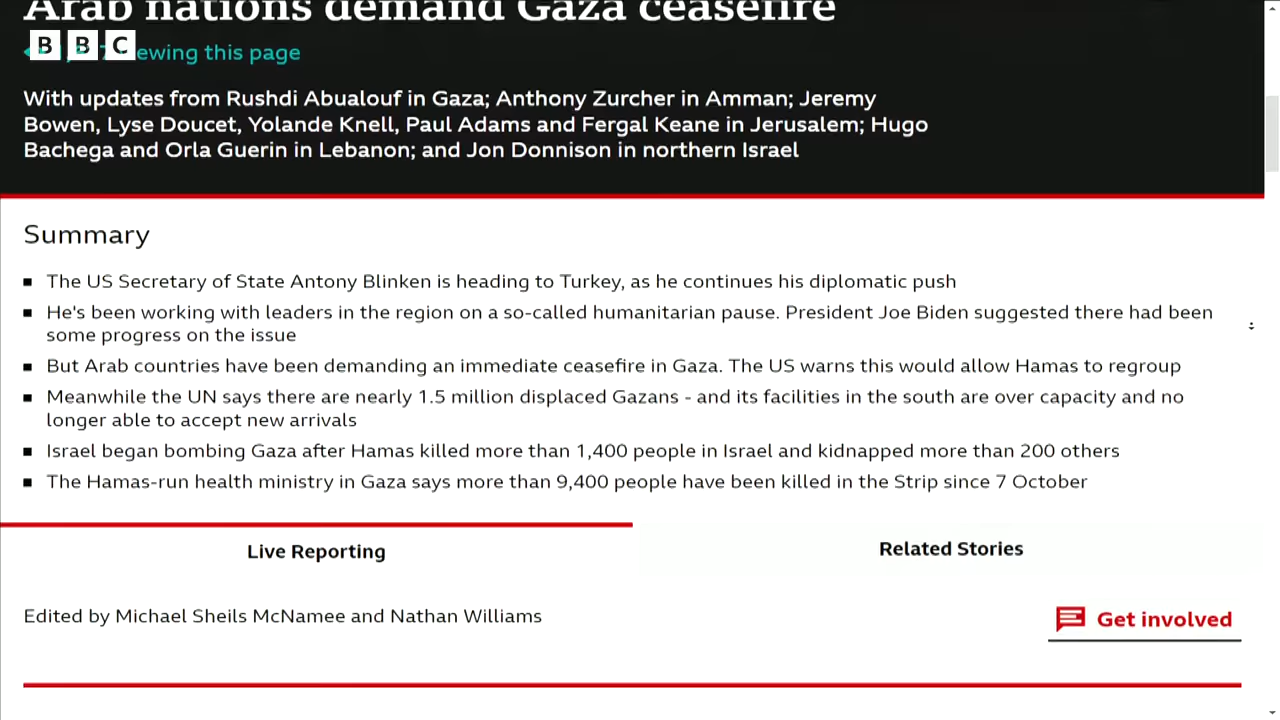 Arab nations demand Gaza ceasefire
BBC
ewing this page
With updates from Rushdi Abualouf in Gaza; Anthony Zurcher in Amman; Jeremy
Bowen, Lyse Doucet, Yolande Knell, Paul Adams and Fergal Keane in Jerusalem; Hugo
Bachega and Orla Guerin in Lebanon; and Jon Donnison in northern Israel
Summary
The US Secretary of State Antony Blinken is heading to Turkey, as he continues his diplomatic push
He's been working with leaders in the region on a so-called humanitarian pause. President Joe Biden suggested there had been
some progress on the issue
But Arab countries have been demanding an immediate ceasefire in Gaza. The US warns this would allow Hamas to regroup
Meanwhile the UN says there are nearly 1.5 million displaced Gazans - and its facilities in the south are over capacity and no
longer able to accept new arrivals
Israel began bombing Gaza after Hamas killed more than 1,400 people in Israel and kidnapped more than 200 others
The Hamas-run health ministry in Gaza says more than 9,400 people have been killed in the Strip since 7 October
Live Reporting
Related Stories
Edited by Michael Sheils McNamee and Nathan Williams
Get involved